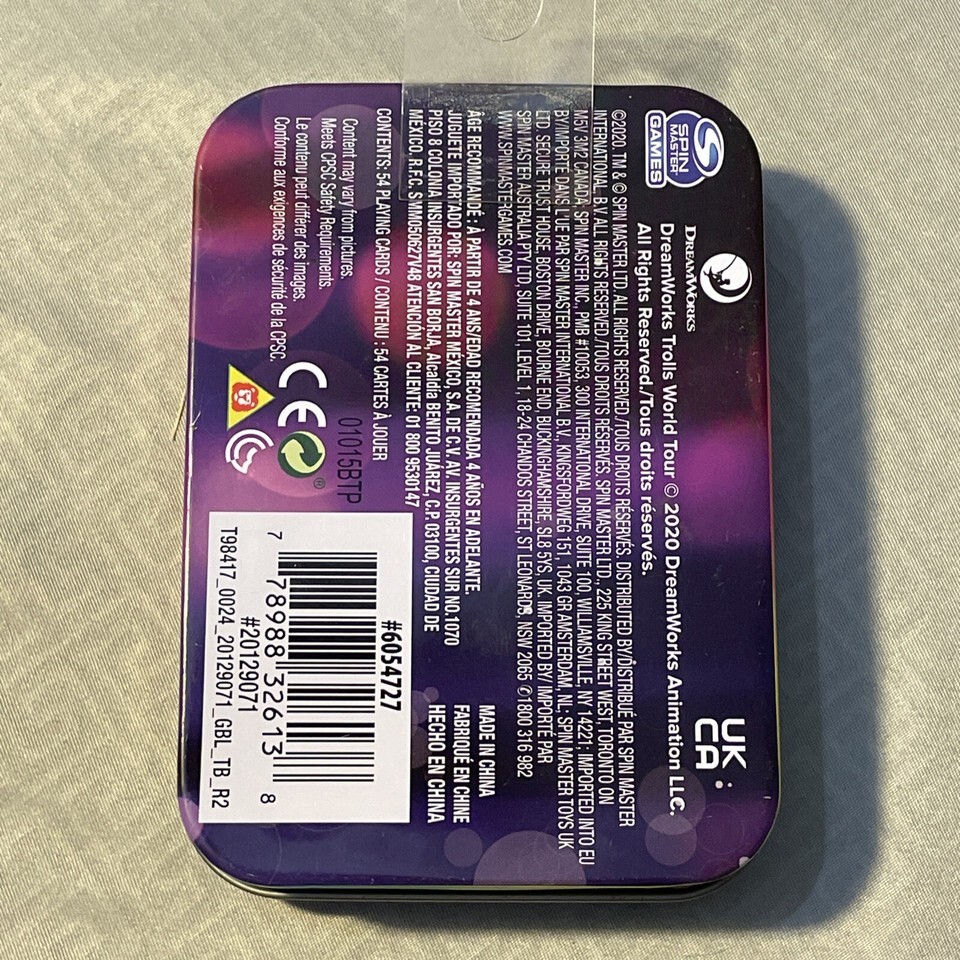 SPIN MASTER
GAMES
DREAMWORKS
DreamWorks Trolls World Tour © 2020 DreamWorks Animation LLC.
All Rights Reserved./Tous droits réservés.
UK
CA
©2020. TM & © SPIN MASTER LTD. ALL RIGHTS RESERVED./TOUS DROITS RÉSERVÉS. DISTRIBUTED BY/DISTRIBUÉ PAR SPIN MASTER
INTERNATIONAL, B.V. ALL RIGHTS RESERVED./TOUS DROITS RÉSERVÉS. SPIN MASTER LTD., 225 KING STREET WEST, TORONTO ON
M5V 3M2 CANADA; SPIN MASTER INC., PMB #10053, 300 INTERNATIONAL DRIVE, SUITE 100, WILLIAMSVILLE, NY 14221; IMPORTED INTO EU
BY/IMPORTÉ DANS L'UE PAR SPIN MASTER INTERNATIONAL, B.V., KINGSFORDWEG 151, 1043 GR AMSTERDAM, NL; SPIN MASTER TOYS UK
LTD, SECURE TRUST HOUSE, BOSTON DRIVE, BOURNE END, BUCKINGHAMSHIRE, SL8 5YS, UK. IMPORTED BY/ IMPORTÉ PAR
SPIN MASTER AUSTRALIA PTY LTD, SUITE 101, LEVEL 1, 18-24 CHANDOS STREET, ST LEONARDS, NSW 2065 ✆1800 316 982
WWW.SPINMASTERGAMES.COM
AGE RECOMMANDÉ : À PARTIR DE 4 ANS/EDAD RECOMENDADA 4 AÑOS EN ADELANTE.
JUGUETE IMPORTADO POR: SPIN MASTER MÉXICO, S.A. DE C.V. AV. INSURGENTES SUR NO.1070
PISO 8 COLONIA INSURGENTES SAN BORJA, Alcaldía BENITO JUÁREZ, C.P. 03100, CIUDAD DE
MÉXICO. R.F.C. SMM050627V48 ATENCIÓN AL CLIENTE: 01 800 9530147
CONTENTS: 54 PLAYING CARDS / CONTENU : 54 CARTES À JOUER
MADE IN CHINA
FABRIQUÉ EN CHINE
HECHO EN CHINA
Content may vary from pictures.
Meets CPSC Safety Requirements.
Le contenu peut différer des images.
Conforme aux exigences de sécurité de la CPSC.
01015BTP
CE
#6054727
7 78988 32613 8
#20129071
T98417_0024_20129071_GBL_TB_R2